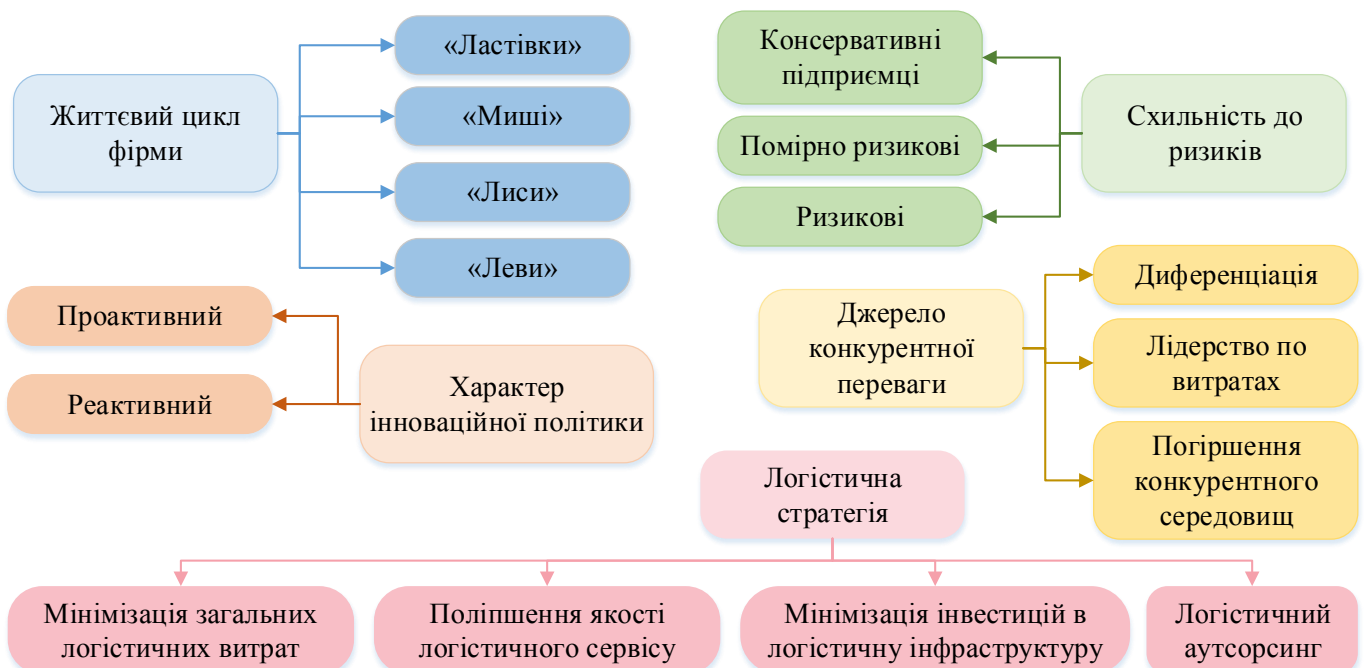 Життєвий цикл
фірми
«Ластівки»
«Миші»
«Лиси»
«Леви»
Консервативні
підприємці
Помірно ризикові
Ризикові
Схильність до
ризиків
Проактивний
Реактивний
Характер
інноваційної політики
Джерело
конкурентної
переваги
Диференціація
Лідерство по
витратах
Погіршення
конкурентного
середовищ
Логістична
стратегія
Мінімізація загальних
логістичних витрат
Поліпшення якості
логістичного сервісу
Мінімізація інвестицій в
логістичну інфраструктуру
Логістичний
аутсорсинг